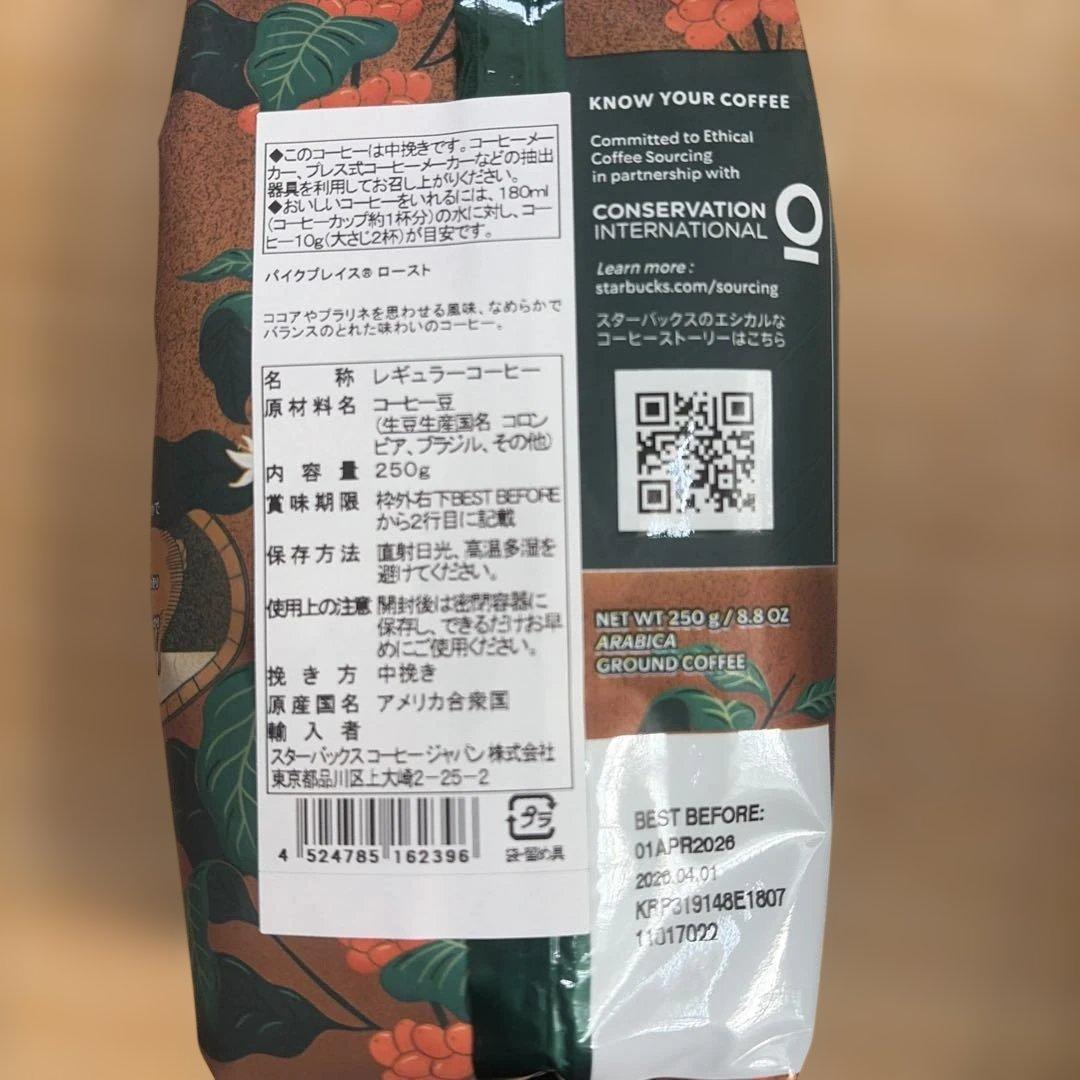 ◆このコーヒーは中挽きです。コーヒーメー
カー、プレス式コーヒーメーカーなどの抽出
器具を利用してお召し上がりください。
◆おいしいコーヒーをいれるには、180ml
(コーヒーカップ約1杯分)の水に対し、コー
ヒー10g(大さじ2杯)が目安です。
パイクプレイス® ロースト
ココアやプラリネを思わせる風味、なめらかで
バランスのとれた味わいのコーヒー。
名称 レギュラーコーヒー
原材料名 コーヒー豆
(生豆生産国名 コロン
ビア、ブラジル、その他)
内容量 250g
賞味期限 枠外右下BEST BEFORE
から2行目に記載
保存方法 直射日光、高温多湿を
避けてください。
使用上の注意 開封後は密閉容器に
保存し、できるだけお早
めにご使用ください。
挽き方 中挽き
原産国名 アメリカ合衆国
輸入者
スターバックス コーヒー ジャパン 株式会社
東京都品川区上大崎2-25-2
4 524785 162396
プラ
袋・留め具
KNOW YOUR COFFEE
Committed to Ethical
Coffee Sourcing
in partnership with
CONSERVATION
INTERNATIONAL
Learn more:
starbucks.com/sourcing
スターバックスのエシカルな
コーヒーストーリーはこちら
NET WT 250 g / 8.8 OZ
ARABICA
GROUND COFFEE
BEST BEFORE:
01APR2026
2026.04.01
KRP319148E1807
11017022